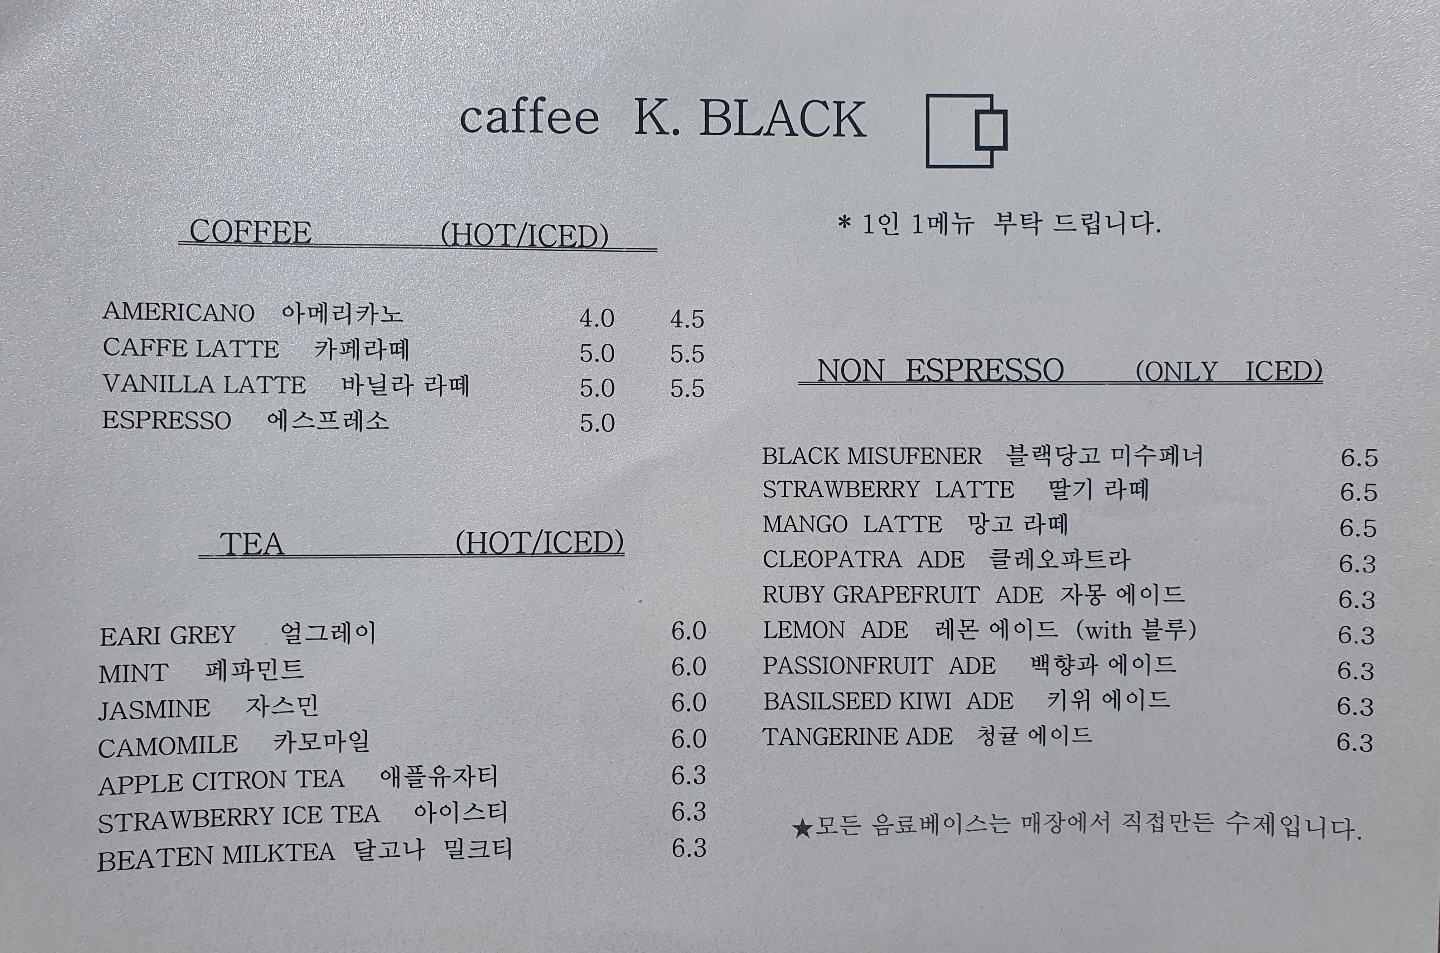 caffee K. BLACK
COFFEE (HOT/ICED)
AMERICANO 아메리카노 4.0 4.5
CAFFE LATTE 카페라떼 5.0 5.5
VANILLA LATTE 바닐라 라떼 5.0 5.5
ESPRESSO 에스프레소 5.0
TEA (HOT/ICED)
EARI GREY 얼그레이 6.0
MINT 페파민트 6.0
JASMINE 자스민 6.0
CAMOMILE 카모마일 6.0
APPLE CITRON TEA 애플유자티 6.3
STRAWBERRY ICE TEA 아이스티 6.3
BEATEN MILKTEA 달고나 밀크티 6.3
* 1인 1메뉴 부탁 드립니다.
NON ESPRESSO (ONLY ICED)
BLACK MISUFENER 블랙당고 미수페너 6.5
STRAWBERRY LATTE 딸기 라떼 6.5
MANGO LATTE 망고 라떼 6.5
CLEOPATRA ADE 클레오파트라 6.3
RUBY GRAPEFRUIT ADE 자몽 에이드 6.3
LEMON ADE 레몬 에이드 (with 블루) 6.3
PASSIONFRUIT ADE 백향과 에이드 6.3
BASILSEED KIWI ADE 키위 에이드 6.3
TANGERINE ADE 청귤 에이드 6.3
★모든 음료베이스는 매장에서 직접만든 수제입니다.